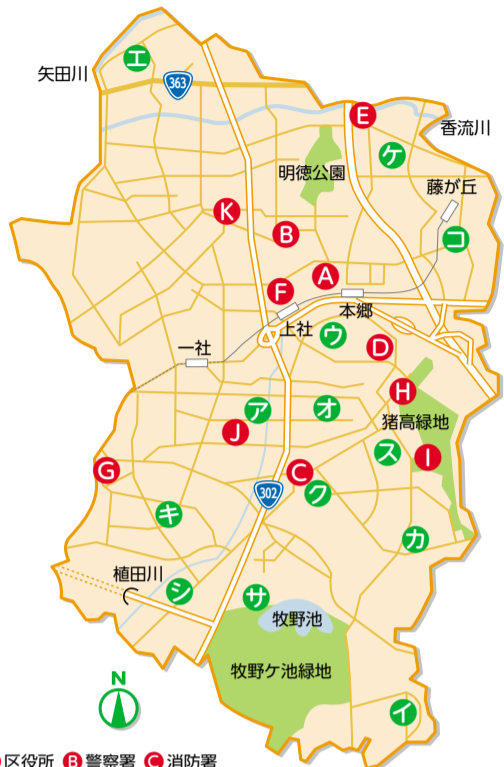 エ
矢田川
363
E
香流川
ケ
明徳公園
藤が丘
K
B
コ
A
F
本郷
上社
ウ
一社
D
H
ア
オ
猪高緑地
J
ス
I
G
C
302
ク
キ
カ
植田川
シ
サ
牧野池
牧野ケ池緑地
N
イ
区役所 B 警察署 C 消防署